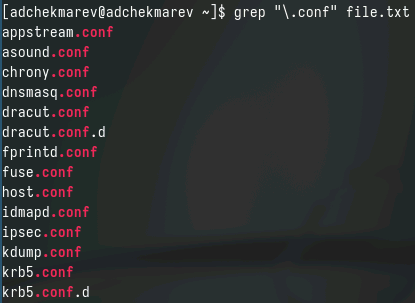 [adchekmarev@adchekmarev ~]$ grep "\.conf" file.txt
appstream.conf
asound.conf
chrony.conf
dnsmasq.conf
dracut.conf
dracut.conf.d
fprintd.conf
fuse.conf
host.conf
idmapd.conf
ipsec.conf
kdump.conf
krb5.conf
krb5.conf.d